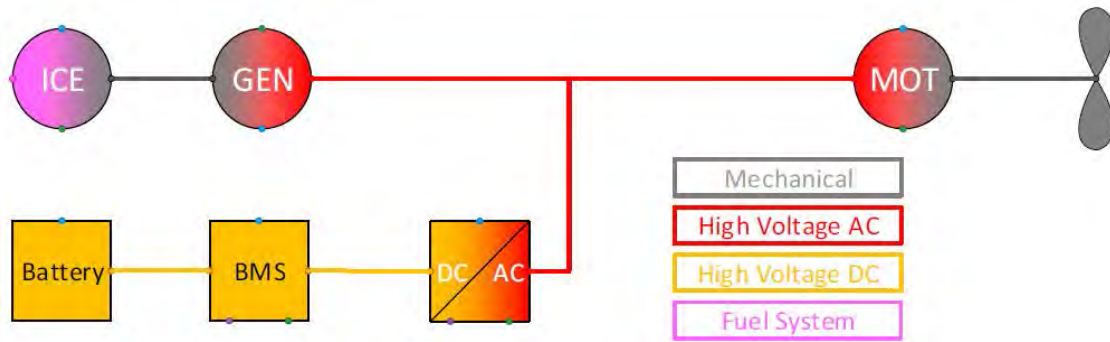 ICE
GEN
MOT
Mechanical
High Voltage AC
Battery
BMS
DC
AC
High Voltage DC
Fuel System